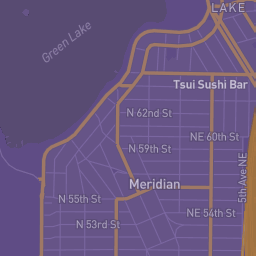 LAKE
Green Lake
Tsui Sushi Bar
N 62nd St
NE 60th St
N 59th St
Meridian
5th Ave NE
N 55th St
NE 54th St
N 53rd St